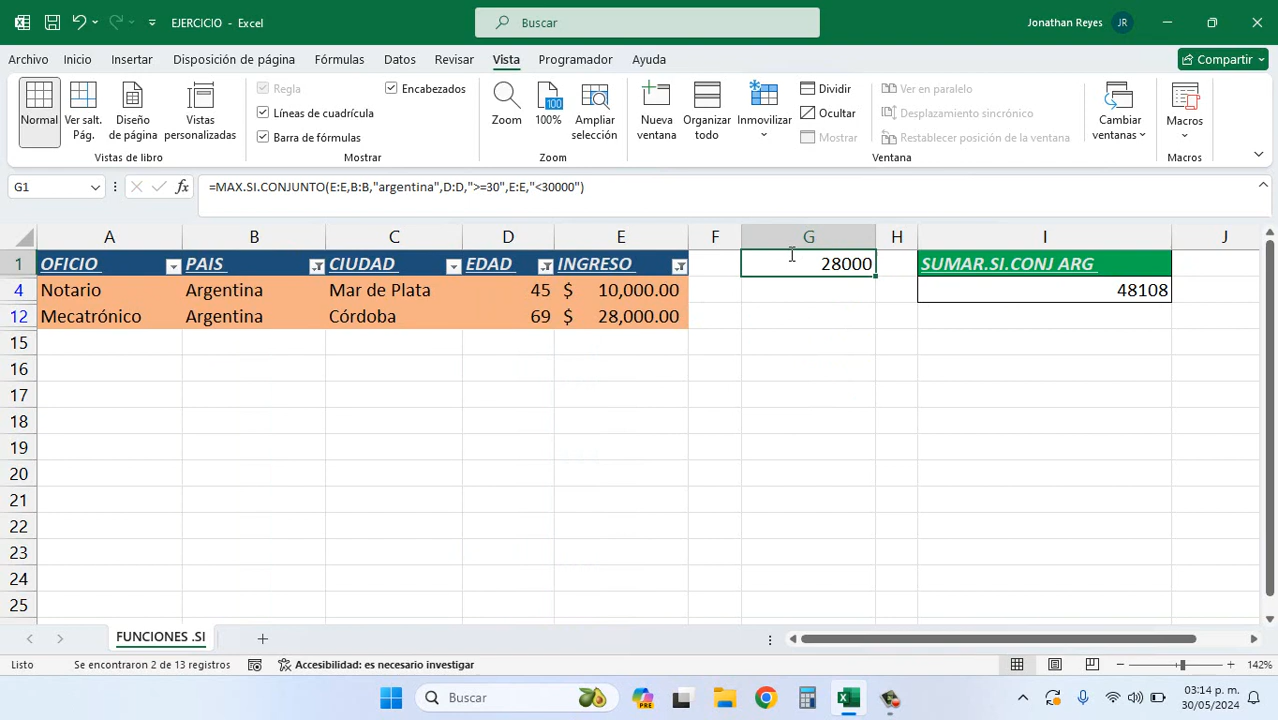 EJERCICIO - Excel
Buscar
Jonathan Reyes JR
Archivo Inicio Insertar Disposición de página Fórmulas Datos Revisar Vista Programador Ayuda Compartir
Normal
Ver salt. Pág.
Diseño de página
Vistas personalizadas
Vistas de libro
Regla
Encabezados
Líneas de cuadrícula
Barra de fórmulas
Mostrar
Zoom
100
100%
Ampliar selección
Zoom
Nueva ventana
Organizar todo
Inmovilizar
Dividir
Ocultar
Mostrar
Ver en paralelo
Desplazamiento sincrónico
Restablecer posición de la ventana
Cambiar ventanas
Ventana
Macros
Macros
G1 fx =MAX.SI.CONJUNTO(E:E,B:B,"argentina",D:D,">=30",E:E,"<30000")
A B C D E F G H I J
1 OFICIO PAIS CIUDAD EDAD INGRESO 28000 SUMAR.SI.CONJ ARG
4 Notario Argentina Mar de Plata 45 $ 10,000.00 48108
12 Mecatrónico Argentina Córdoba 69 $ 28,000.00
15
16
17
18
19
20
21
22
23
24
25
FUNCIONES .SI
Listo Se encontraron 2 de 13 registros Accesibilidad: es necesario investigar 142%
Buscar PRE 03:14 p. m.
30/05/2024